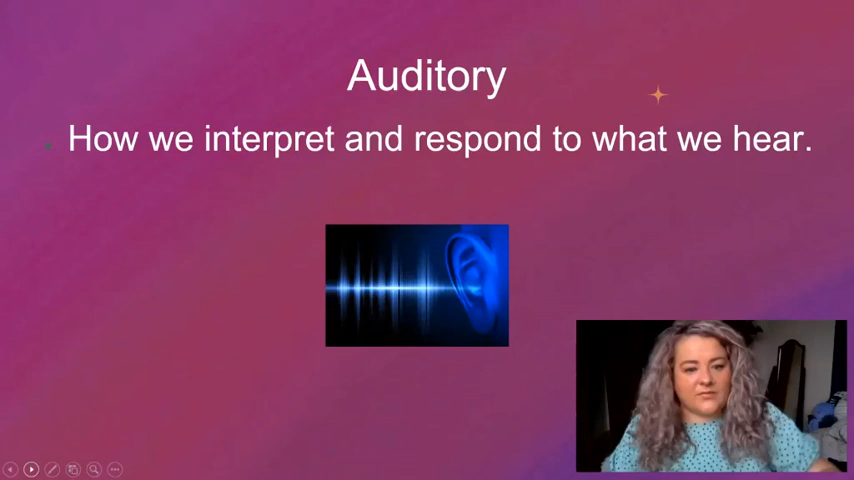 Auditory
How we interpret and respond to what we hear.